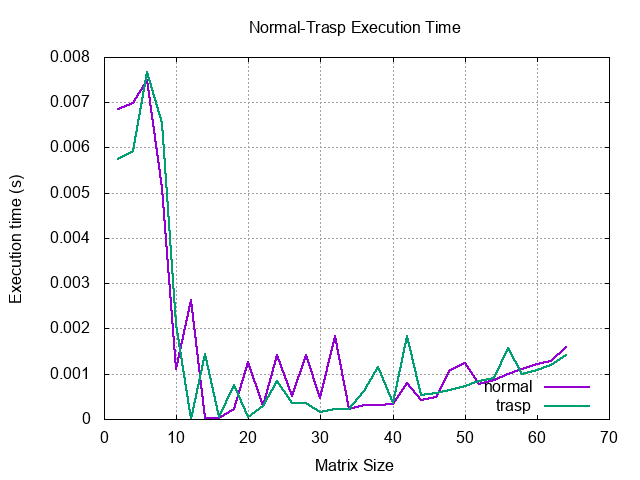 Normal-Trasp Execution Time
0.008
0.007
0.006
0.005
0.004
0.003
0.002
0.001
0
Execution time (s)
normal
trasp
0 10 20 30 40 50 60 70
Matrix Size